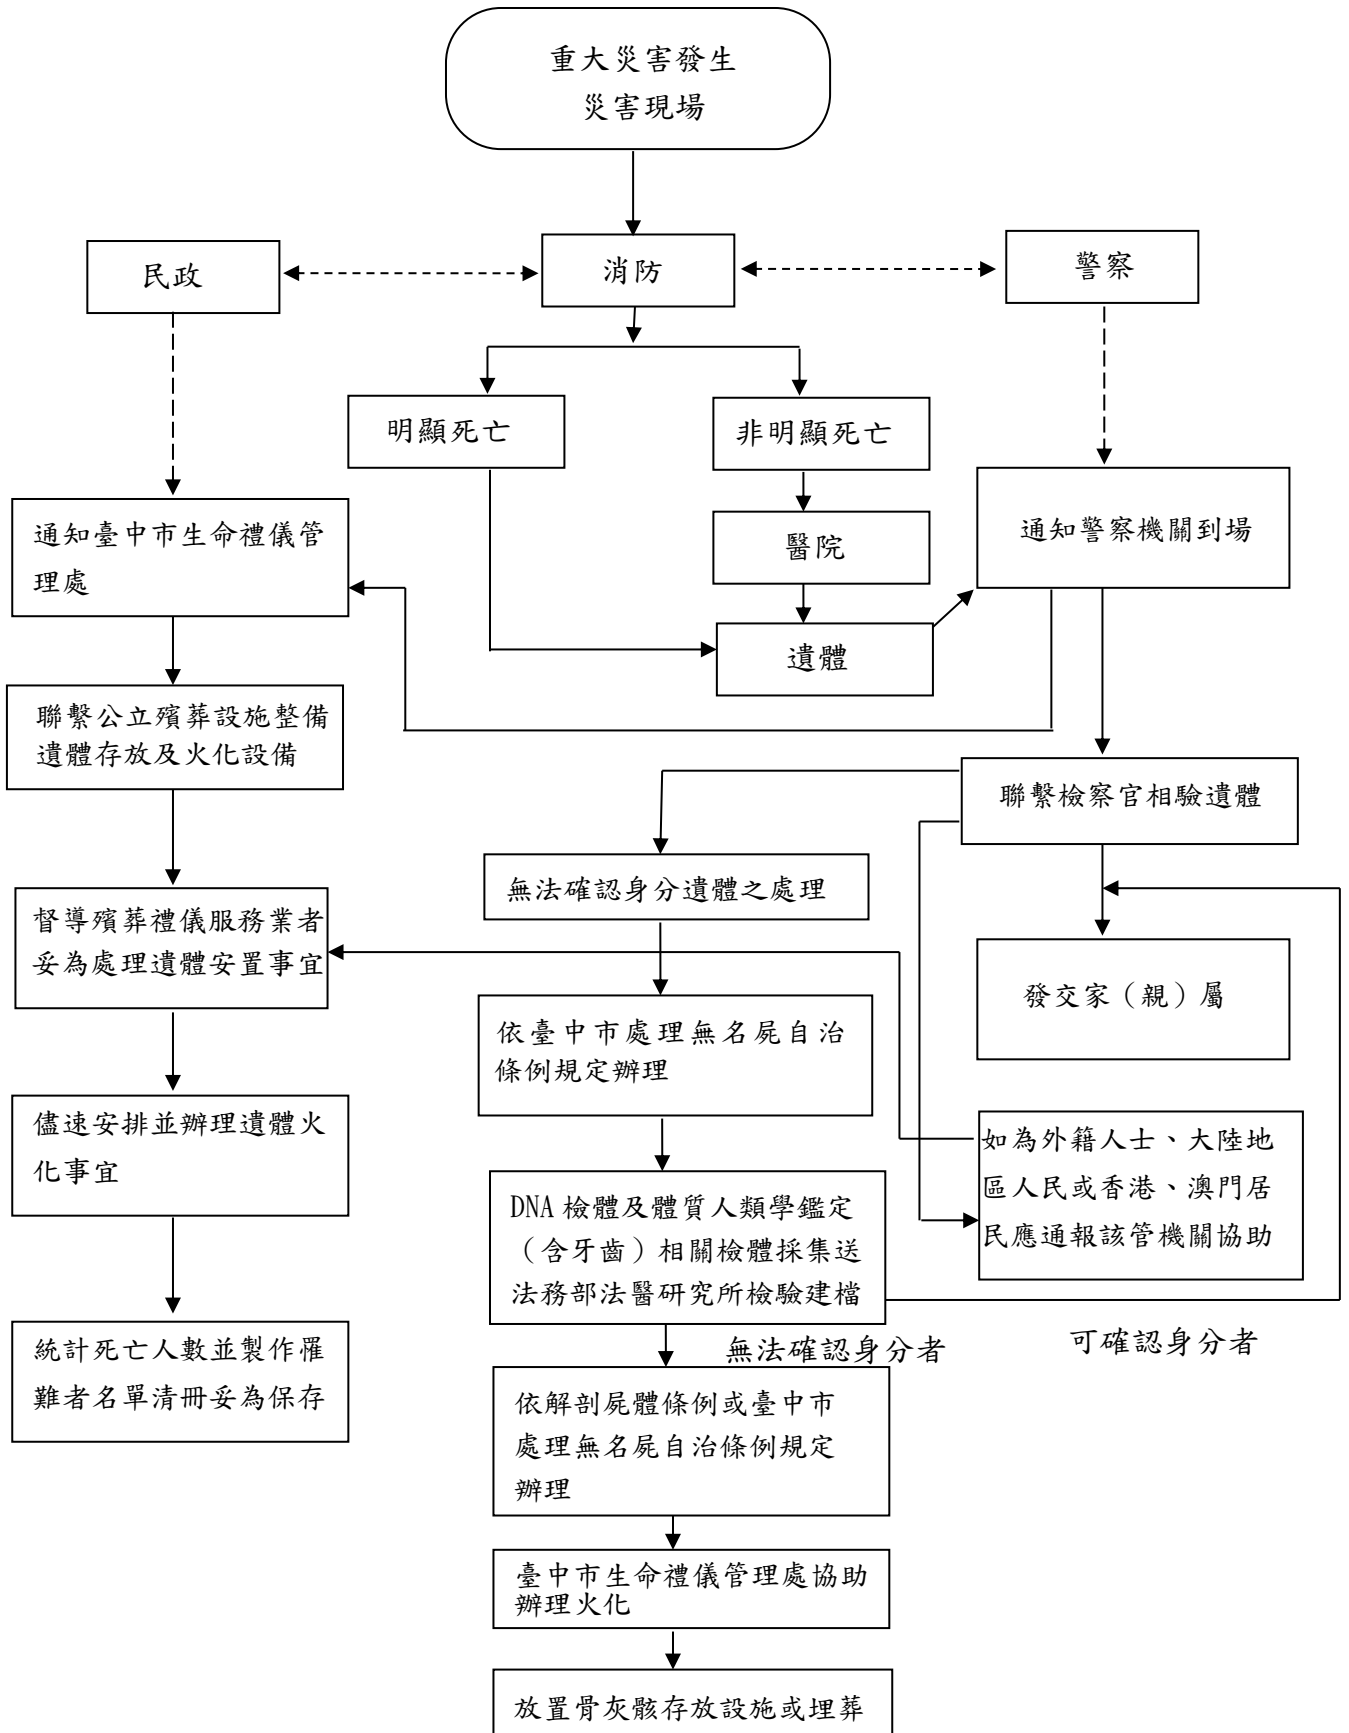 重大災害發生
災害現場
民政
消防
警察
明顯死亡
非明顯死亡
通知臺中市生命禮儀管
理處
醫院
通知警察機關到場
遺體
聯繫公立殯葬設施整備
遺體存放及火化設備
聯繫檢察官相驗遺體
無法確認身分遺體之處理
督導殯葬禮儀服務業者
妥為處理遺體安置事宜
發交家（親）屬
依臺中市處理無名屍自治
條例規定辦理
儘速安排並辦理遺體火
化事宜
如為外籍人士、大陸地
區人民或香港、澳門居
民應通報該管機關協助
DNA 檢體及體質人類學鑑定
（含牙齒）相關檢體採集送
法務部法醫研究所檢驗建檔
無法確認身分者
可確認身分者
統計死亡人數並製作罹
難者名單清冊妥為保存
依解剖屍體條例或臺中市
處理無名屍自治條例規定
辦理
臺中市生命禮儀管理處協助
辦理火化
放置骨灰骸存放設施或埋葬